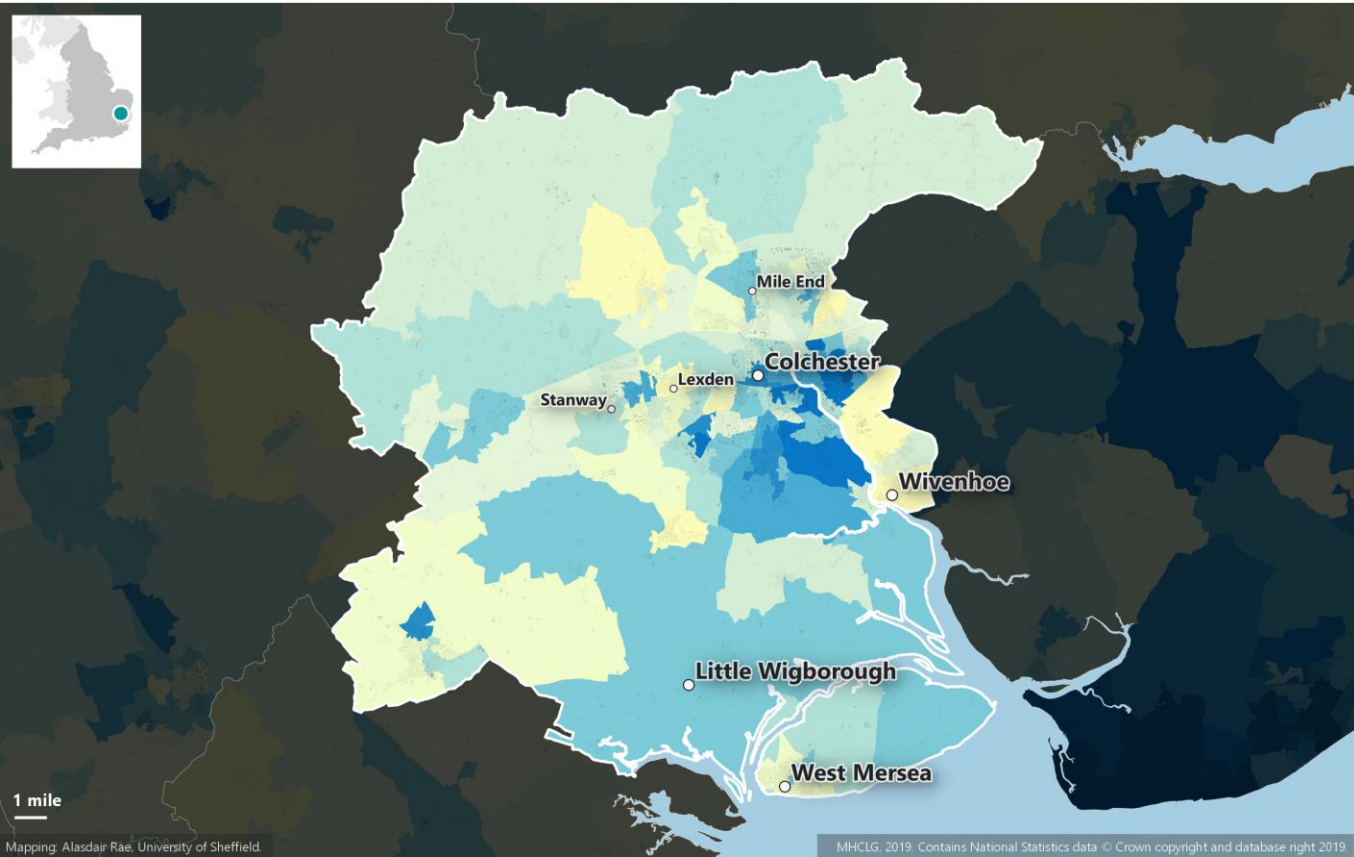 Mile End
Colchester
Lexden
Stanway
Wivenhoe
Little Wigborough
West Mersea
1 mile
Mapping: Alasdair Rae, University of Sheffield.
MHCLG, 2019. Contains National Statistics data © Crown copyright and database right 2019.